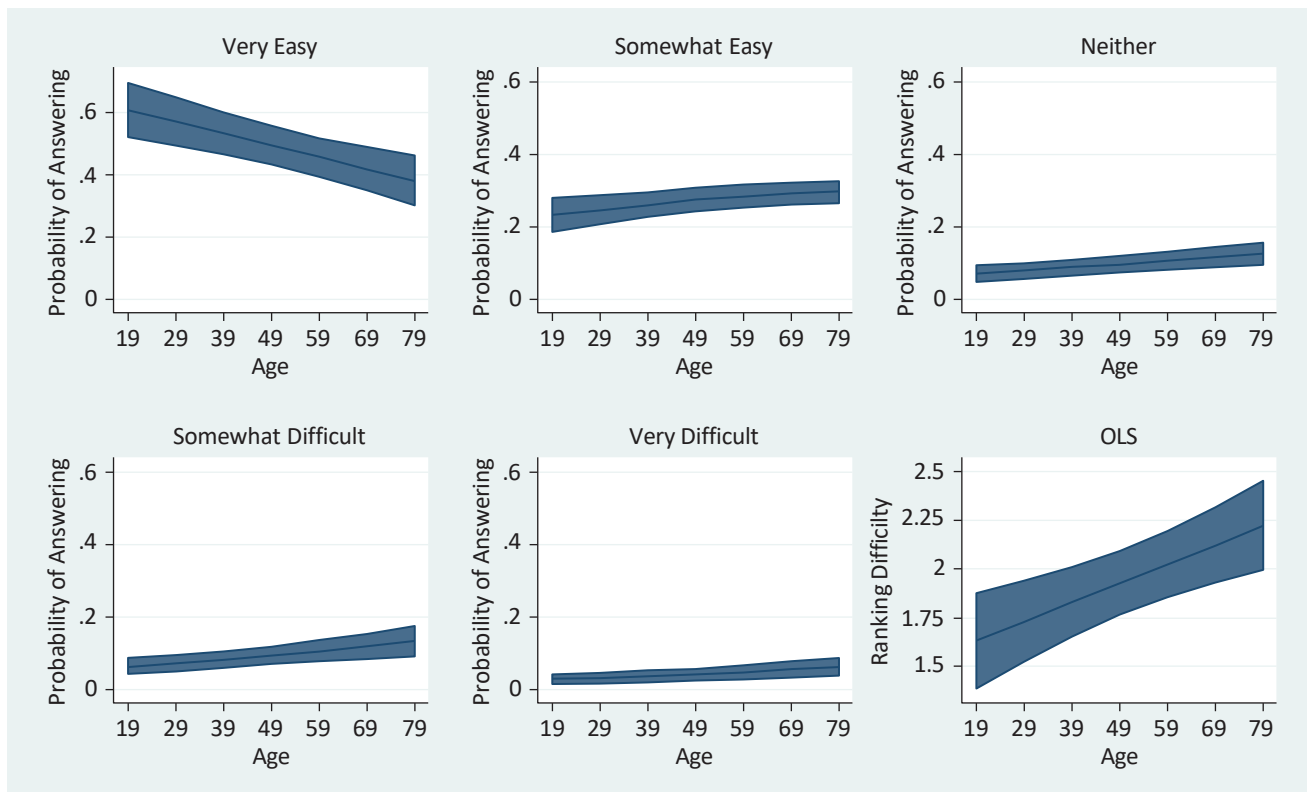 Very Easy
Probability of Answering
.6
.4
.2
0
19 29 39 49 59 69 79
Age
Somewhat Easy
Probability of Answering
.6
.4
.2
0
19 29 39 49 59 69 79
Age
Neither
Probability of Answering
.6
.4
.2
0
19 29 39 49 59 69 79
Age
Somewhat Difficult
Probability of Answering
.6
.4
.2
0
19 29 39 49 59 69 79
Age
Very Difficult
Probability of Answering
.6
.4
.2
0
19 29 39 49 59 69 79
Age
OLS
Ranking Difficilty
2.5
2.25
2
1.75
1.5
19 29 39 49 59 69 79
Age